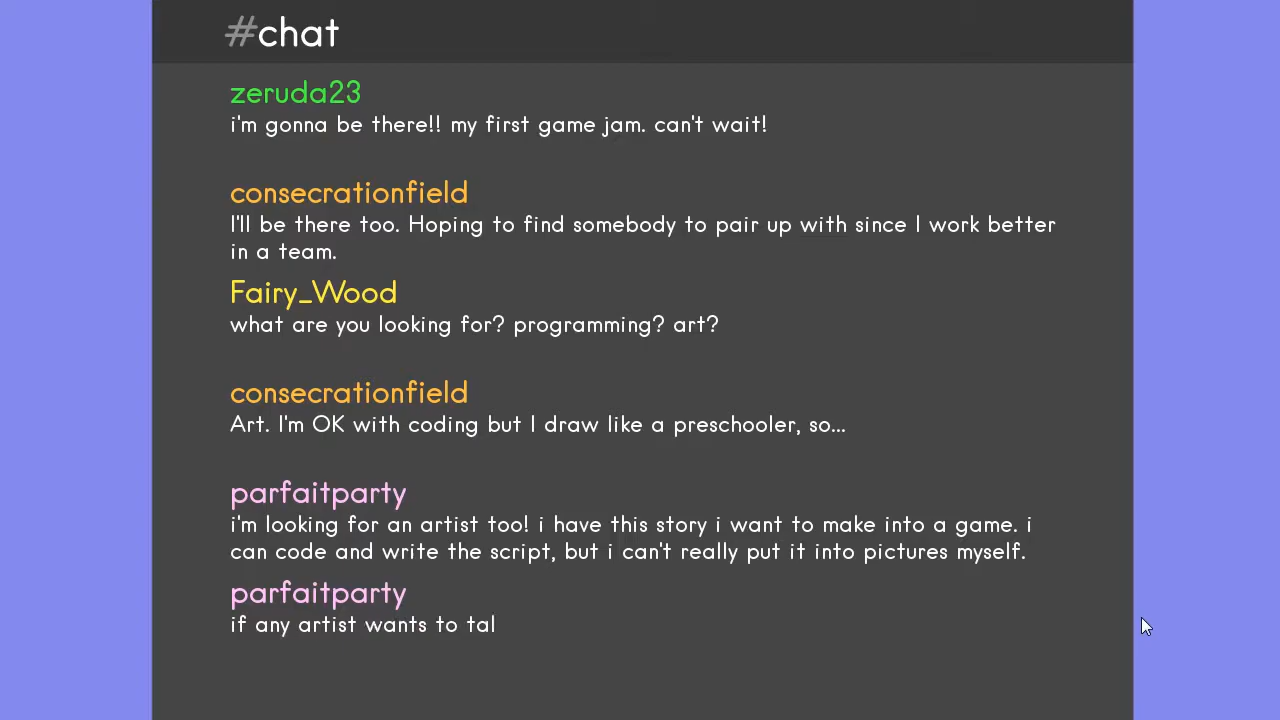 #chat
zeruda23
i'm gonna be there!! my first game jam. can't wait!
consecrationfield
I'll be there too. Hoping to find somebody to pair up with since I work better
in a team.
Fairy_Wood
what are you looking for? programming? art?
consecrationfield
Art. I'm OK with coding but I draw like a preschooler, so...
parfaitparty
i'm looking for an artist too! i have this story i want to make into a game. i
can code and write the script, but i can't really put it into pictures myself.
parfaitparty
if any artist wants to tal